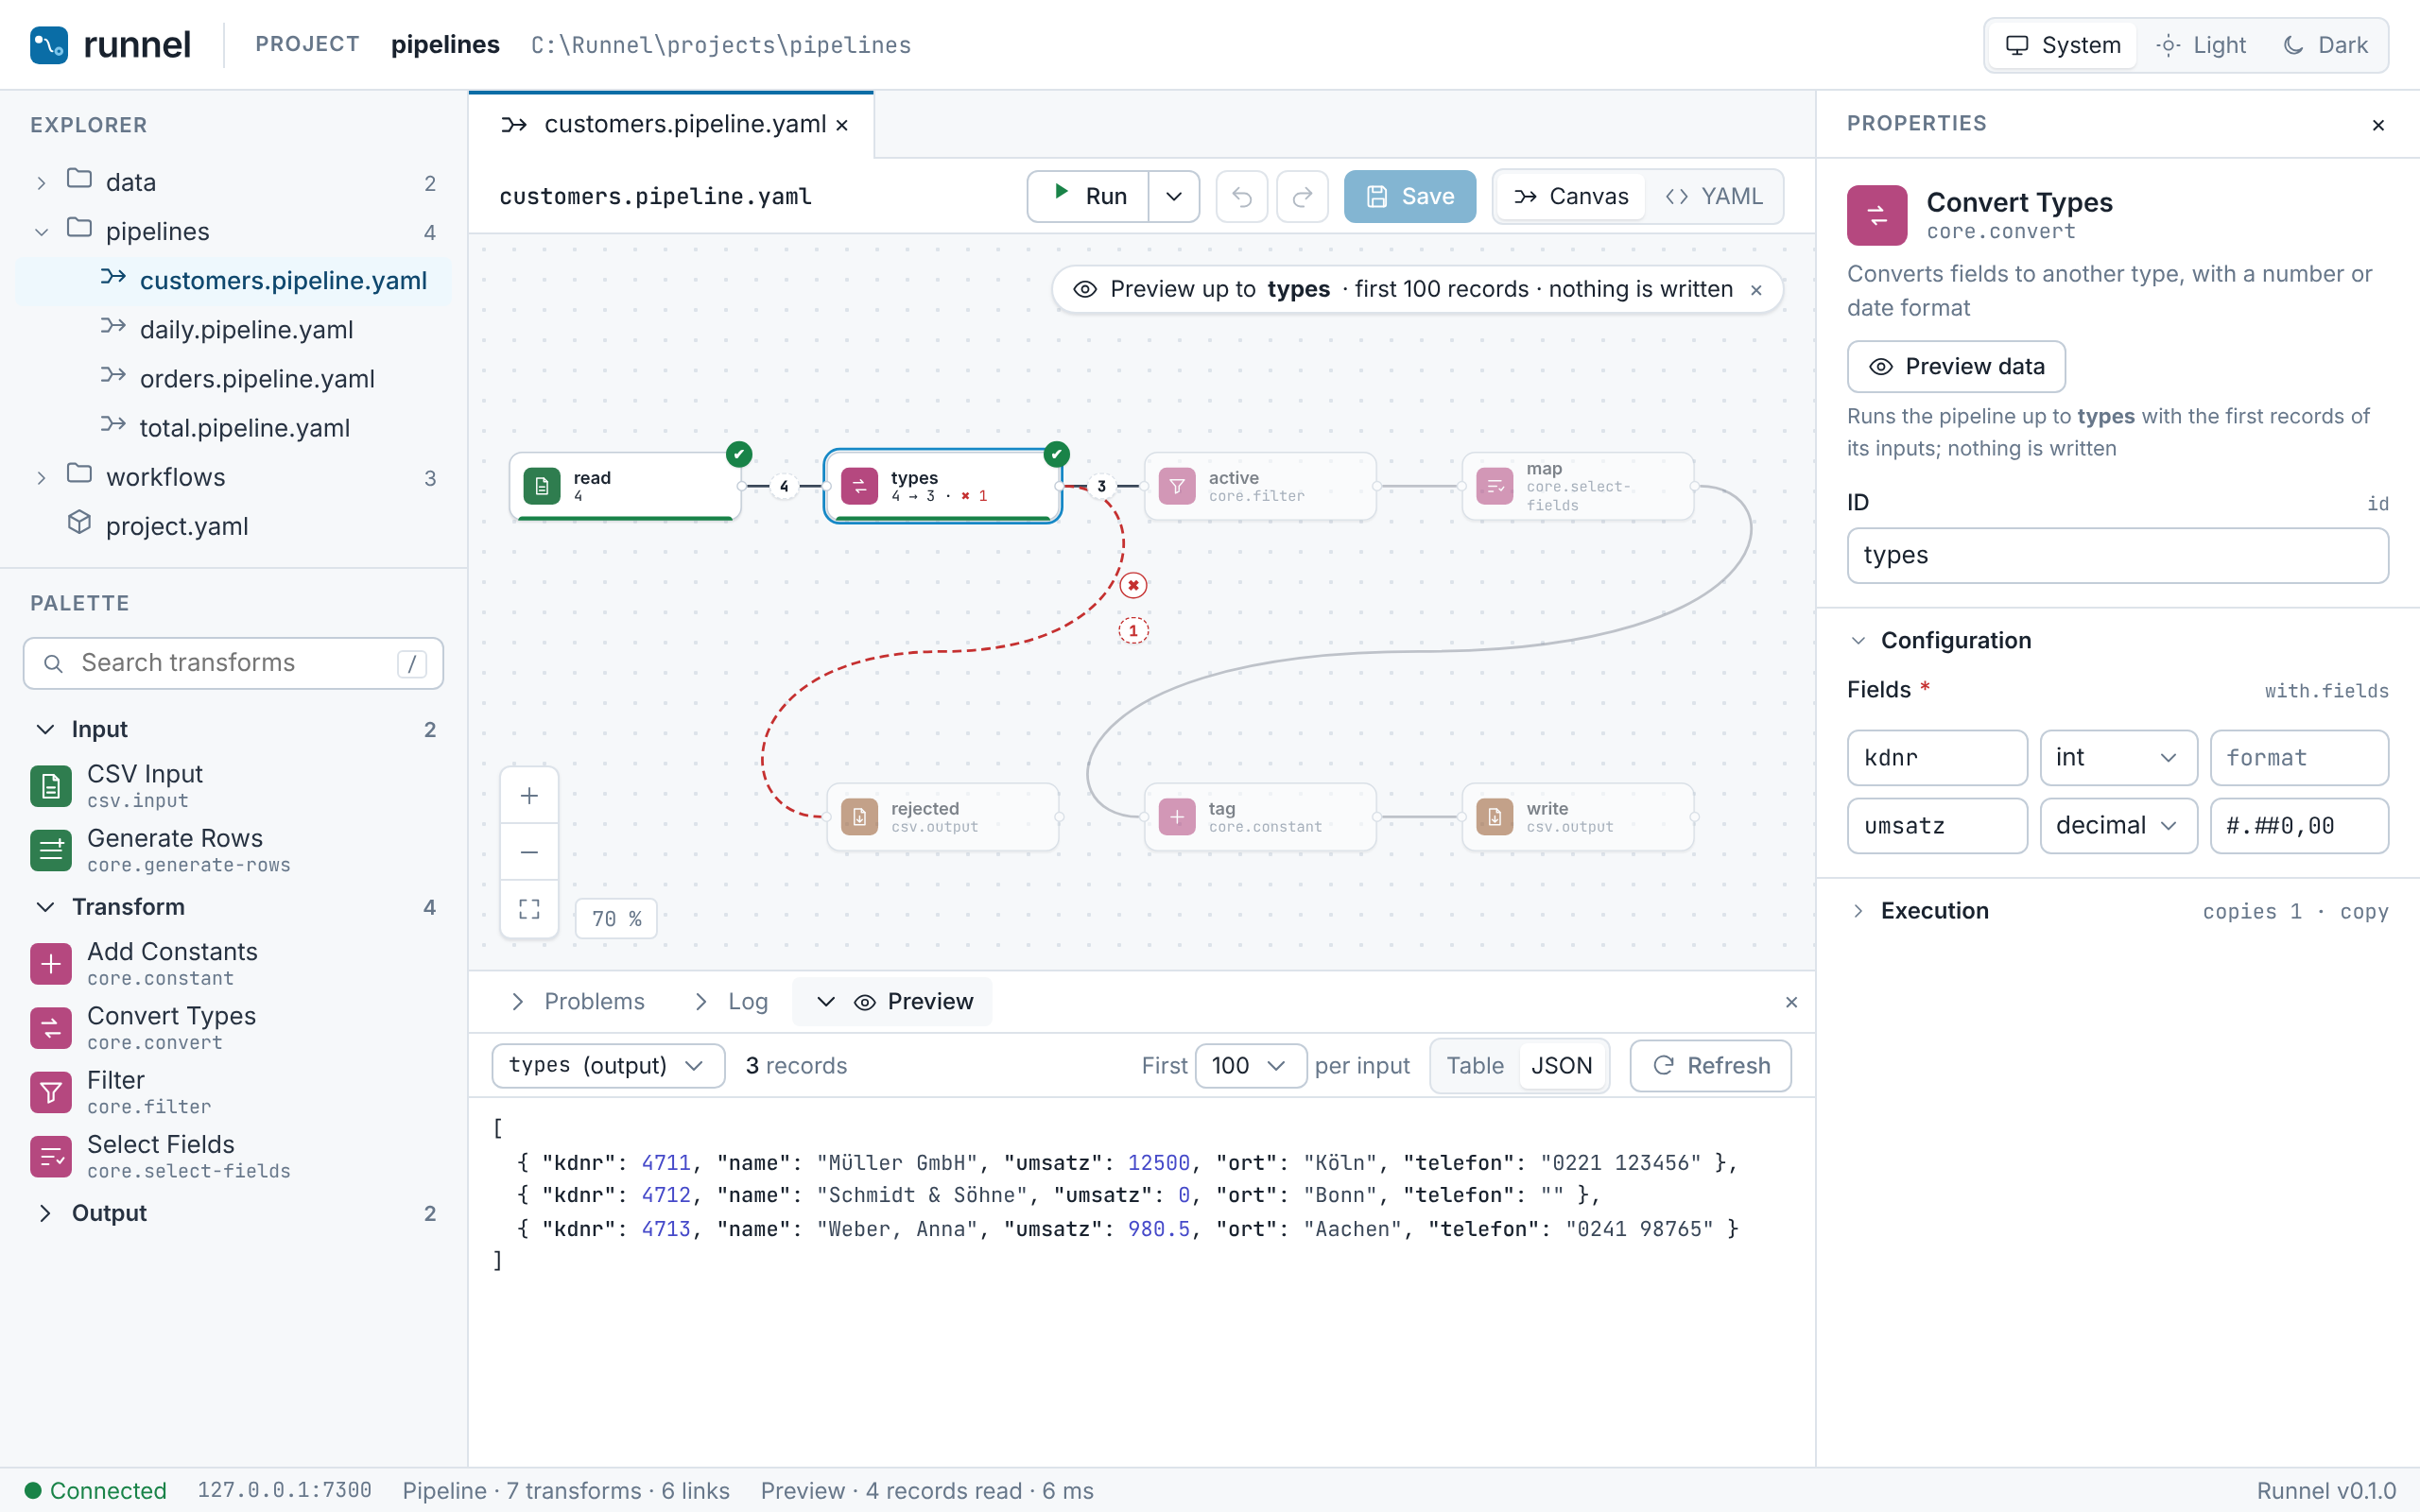 runnel
PROJECT pipelines C:\Runnel\projects\pipelines
System Light Dark
EXPLORER
data 2
pipelines 4
customers.pipeline.yaml
daily.pipeline.yaml
orders.pipeline.yaml
total.pipeline.yaml
workflows 3
project.yaml
PALETTE
Search transforms /
Input 2
CSV Input
csv.input
Generate Rows
core.generate-rows
Transform 4
Add Constants
core.constant
Convert Types
core.convert
Filter
core.filter
Select Fields
core.select-fields
Output 2
customers.pipeline.yaml ×
customers.pipeline.yaml
Run
Save
Canvas
YAML
Preview up to types · first 100 records · nothing is written ×
read
4
4
types
4 → 3 · ✖ 1
3
active
core.filter
map
core.select-
fields
✖
1
rejected
csv.output
tag
core.constant
write
csv.output
70 %
Problems Log Preview ×
types (output) 3 records First 100 per input Table JSON Refresh
[
{ "kdnr": 4711, "name": "Müller GmbH", "umsatz": 12500, "ort": "Köln", "telefon": "0221 123456" },
{ "kdnr": 4712, "name": "Schmidt & Söhne", "umsatz": 0, "ort": "Bonn", "telefon": "" },
{ "kdnr": 4713, "name": "Weber, Anna", "umsatz": 980.5, "ort": "Aachen", "telefon": "0241 98765" }
]
PROPERTIES ×
Convert Types
core.convert
Converts fields to another type, with a number or
date format
Preview data
Runs the pipeline up to types with the first records of
its inputs; nothing is written
ID id
types
Configuration
Fields * with.fields
kdnr int format
umsatz decimal #.##0,00
Execution copies 1 · copy
Connected 127.0.0.1:7300 Pipeline · 7 transforms · 6 links Preview · 4 records read · 6 ms
Runnel v0.1.0